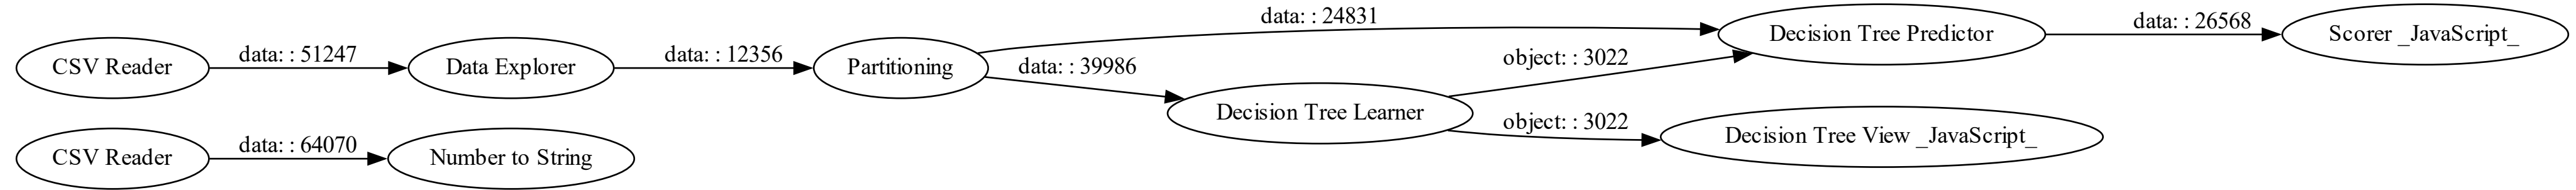 CSV Reader
data: : 51247
Data Explorer
data: : 12356
Partitioning
data: : 24831
data: : 39986
Decision Tree Learner
object: : 3022
object: : 3022
Decision Tree Predictor
data: : 26568
Scorer _JavaScript_
Decision Tree View _JavaScript_
CSV Reader
data: : 64070
Number to String